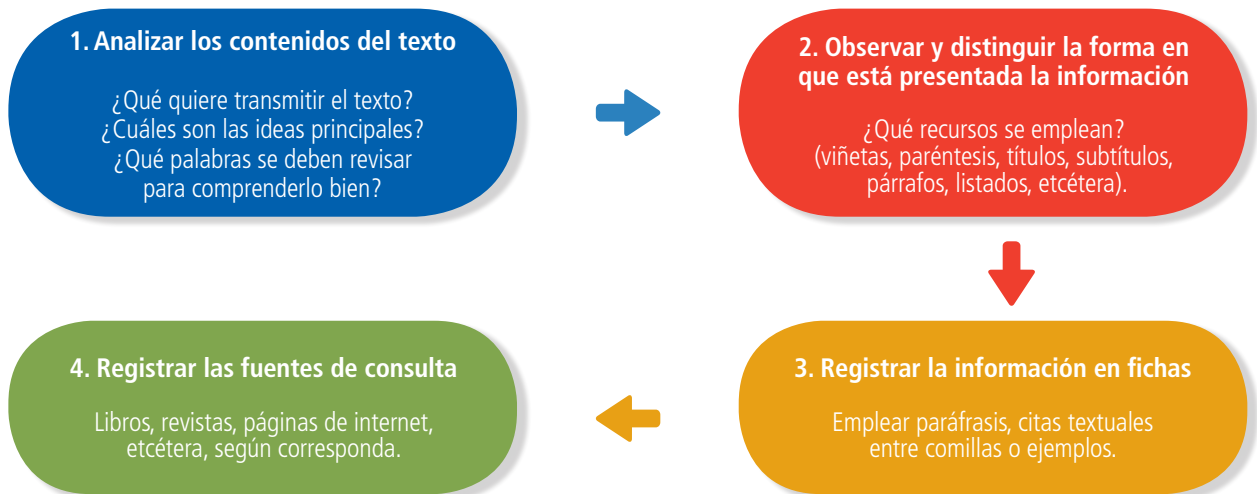 1. Analizar los contenidos del texto
¿Qué quiere transmitir el texto?
¿Cuáles son las ideas principales?
¿Qué palabras se deben revisar
para comprenderlo bien?
2. Observar y distinguir la forma en
que está presentada la información
¿Qué recursos se emplean?
(viñetas, paréntesis, títulos, subtítulos,
párrafos, listados, etcétera).
3. Registrar la información en fichas
Emplear paráfrasis, citas textuales
entre comillas o ejemplos.
4. Registrar las fuentes de consulta
Libros, revistas, páginas de internet,
etcétera, según corresponda.